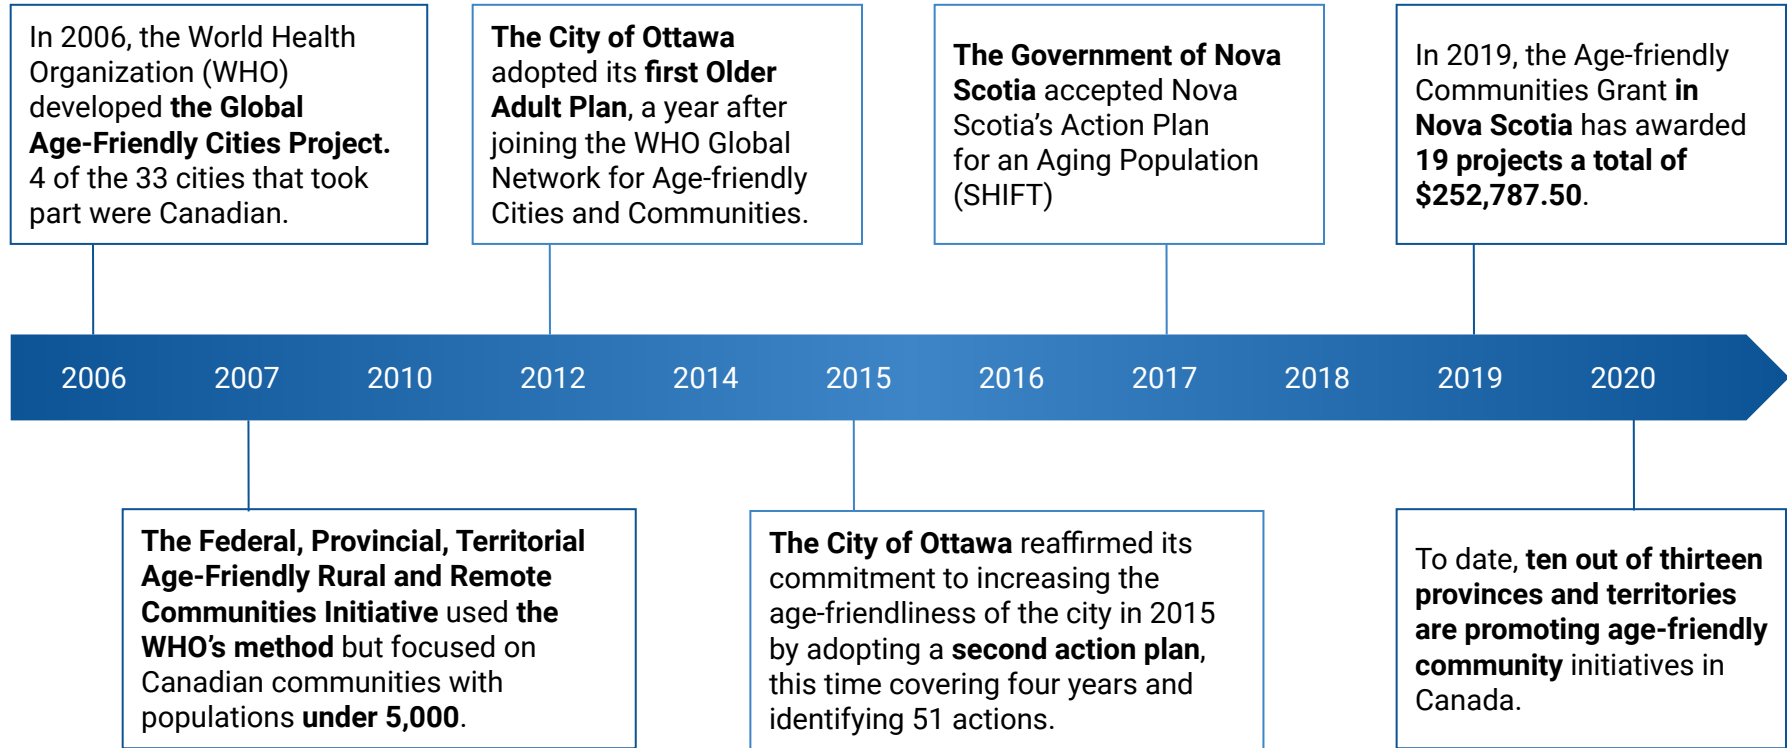 In 2006, the World Health
Organization (WHO)
developed the Global
Age-Friendly Cities Project.
4 of the 33 cities that took
part were Canadian.
The City of Ottawa
adopted its first Older
Adult Plan, a year after
joining the WHO Global
Network for Age-friendly
Cities and Communities.
The Government of Nova
Scotia accepted Nova
Scotia’s Action Plan
for an Aging Population
(SHIFT)
In 2019, the Age-friendly
Communities Grant in
Nova Scotia has awarded
19 projects a total of
$252,787.50.
2006 2007 2010 2012 2014 2015 2016 2017 2018 2019 2020
The Federal, Provincial, Territorial
Age-Friendly Rural and Remote
Communities Initiative used the
WHO’s method but focused on
Canadian communities with
populations under 5,000.
The City of Ottawa reaffirmed its
commitment to increasing the
age-friendliness of the city in 2015
by adopting a second action plan,
this time covering four years and
identifying 51 actions.
To date, ten out of thirteen
provinces and territories
are promoting age-friendly
community initiatives in
Canada.